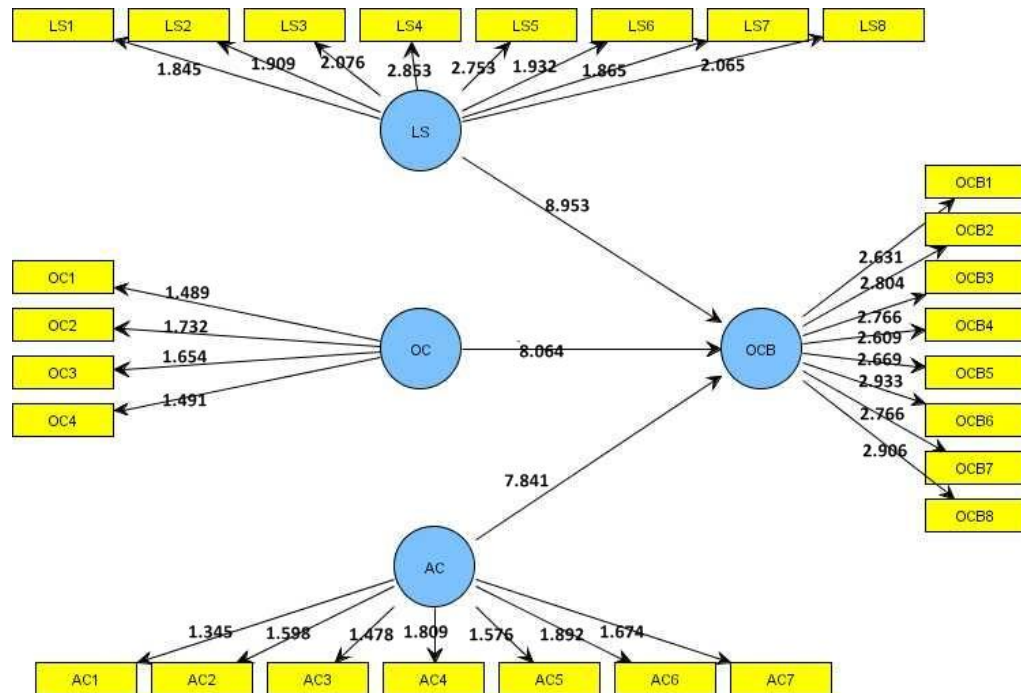 LS1 LS2 LS3 LS4 LS5 LS6 LS7 LS8
1.845 1.909 2.076 2.853 2.753 1.932 1.865 2.065
LS
8.953
OCB1
OCB2
2.631
OCB3
2.804
OC1
1.489
2.766
OC2
1.732
OCB4
2.609
OC3
1.654
OC
8.064
OCB
OCB5
2.669
OC4
1.491
2.933
OCB6
2.766
OCB7
2.906
7.841
OCB8
AC
1.345 1.598 1.478 1.809 1.576 1.892 1.674
AC1 AC2 AC3 AC4 AC5 AC6 AC7